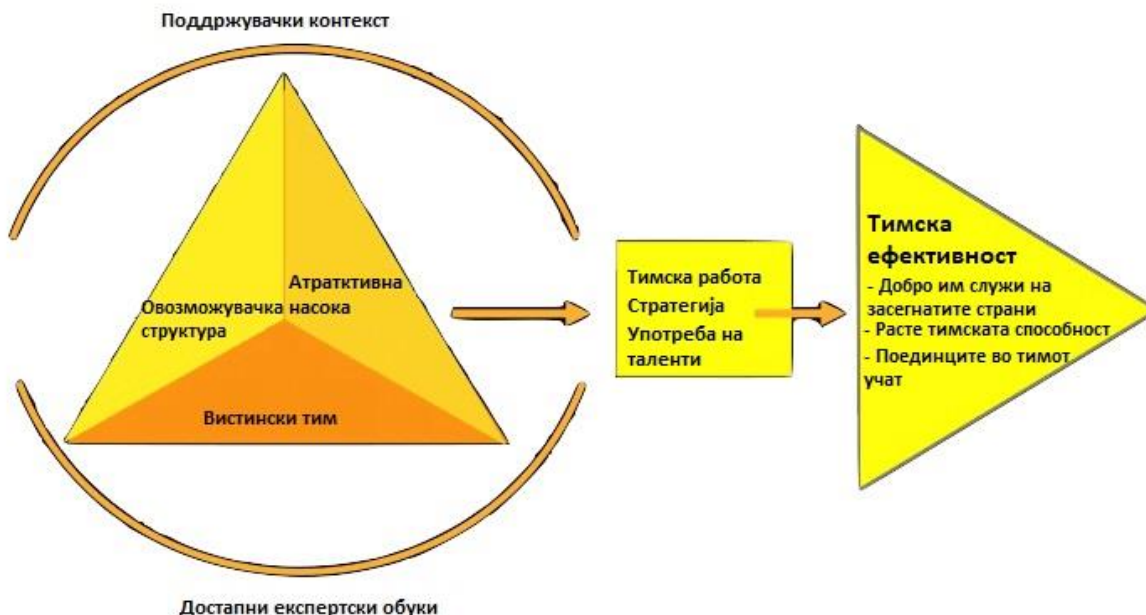 Поддржувачки контекст
Атратктивна
Овозможувачка насока
структура
Вистински тим
Достапни експертски обуки
Тимска работа
Стратегија
Употреба на
таленти
Тимска
ефективност
- Добро им служи на
засегнатите страни
- Расте тимската способност
- Поединците во тимот
учат